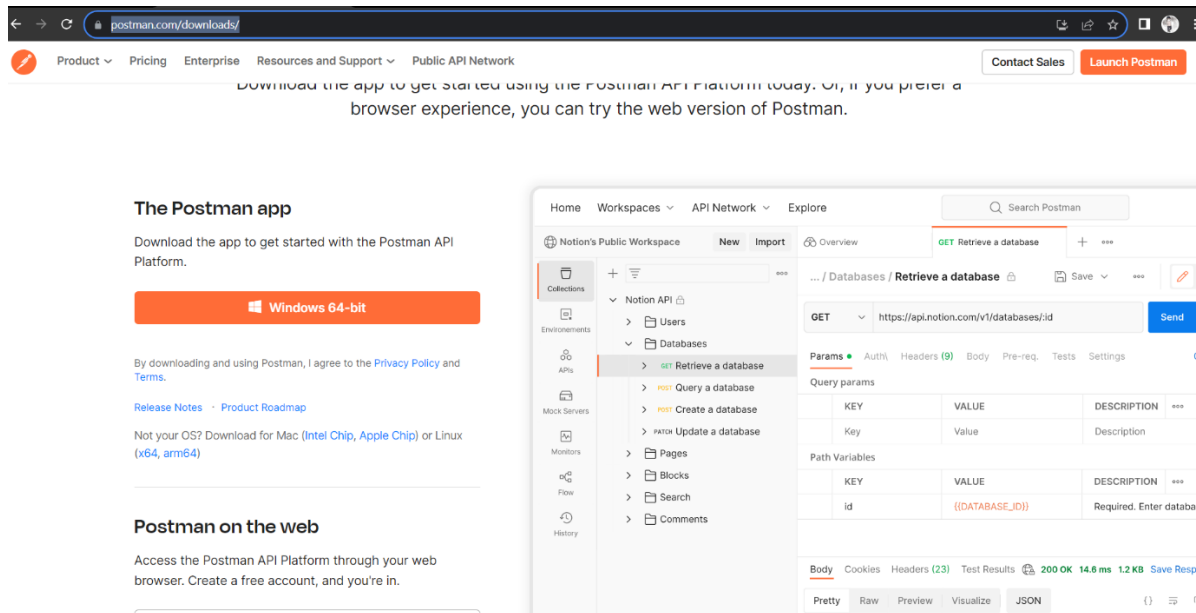 postman.com/downloads/
Product Pricing Enterprise Resources and Support Public API Network Contact Sales Launch Postman
Download the app to get started using the Postman API Platform today. Or, if you prefer a
browser experience, you can try the web version of Postman.
The Postman app
Download the app to get started with the Postman API
Platform.
Windows 64-bit
By downloading and using Postman, I agree to the Privacy Policy and
Terms.
Release Notes · Product Roadmap
Not your OS? Download for Mac (Intel Chip, Apple Chip) or Linux
(x64, arm64)
Postman on the web
Access the Postman API Platform through your web
browser. Create a free account, and you're in.
Home Workspaces API Network Explore Search Postman
Notion's Public Workspace New Import Overview GET Retrieve a database
Collections
Environements
APIs
Mock Servers
Monitors
Flow
History
Notion API
Users
Databases
GET Retrieve a database
POST Query a database
POST Create a database
PATCH Update a database
Pages
Blocks
Search
Comments
... / Databases / Retrieve a database Save
GET https://api.notion.com/v1/databases/:id Send
Params Auth\ Headers (9) Body Pre-req. Tests Settings
Query params
KEY VALUE DESCRIPTION
Key Value Description
Path Variables
KEY VALUE DESCRIPTION
id {{DATABASE_ID}} Required. Enter databa
Body Cookies Headers (23) Test Results 200 OK 14.6 ms 1.2 KB Save Resp
Pretty Raw Preview Visualize JSON {}